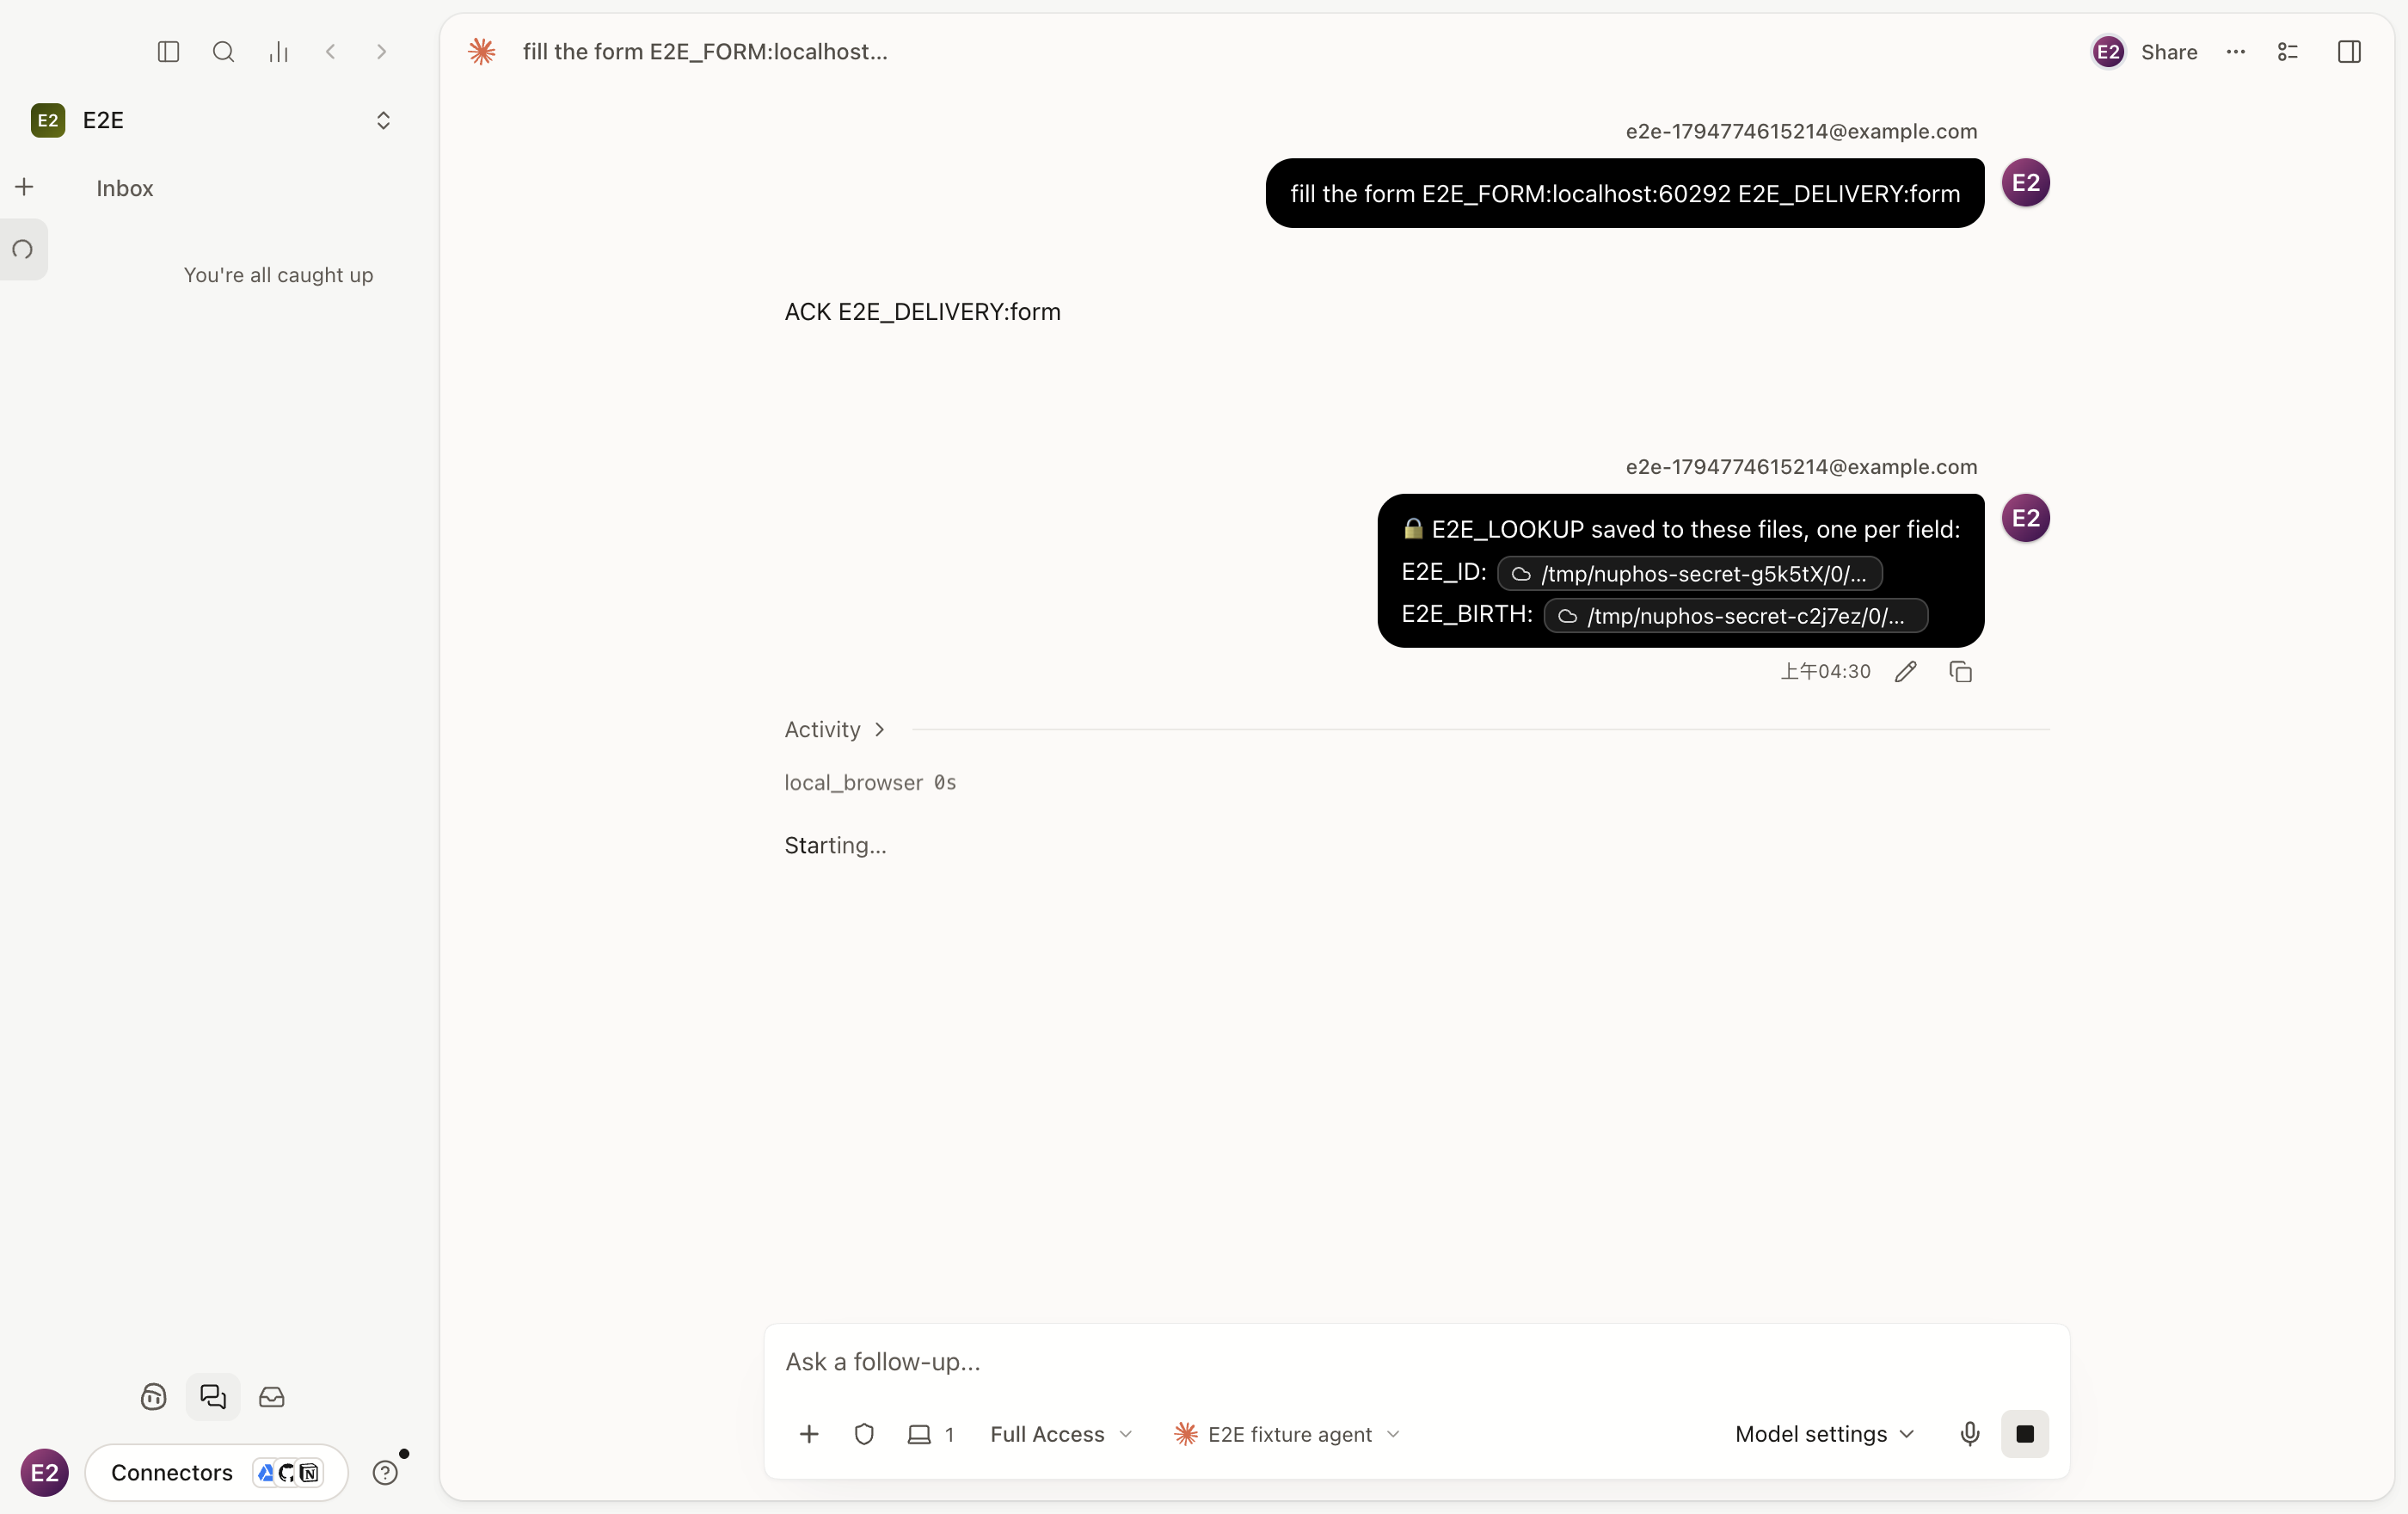 fill the form E2E_FORM:localhost...
E2 Share
E2 E2E
Inbox
You're all caught up
e2e-1794774615214@example.com
fill the form E2E_FORM:localhost:60292 E2E_DELIVERY:form
E2
ACK E2E_DELIVERY:form
e2e-1794774615214@example.com
🔒 E2E_LOOKUP saved to these files, one per field:
E2
E2E_ID: /tmp/nuphos-secret-g5k5tX/0/...
E2E_BIRTH: /tmp/nuphos-secret-c2j7ez/0/...
上午04:30
Activity
local_browser 0s
Starting...
Ask a follow-up...
1 Full Access E2E fixture agent Model settings
E2 Connectors